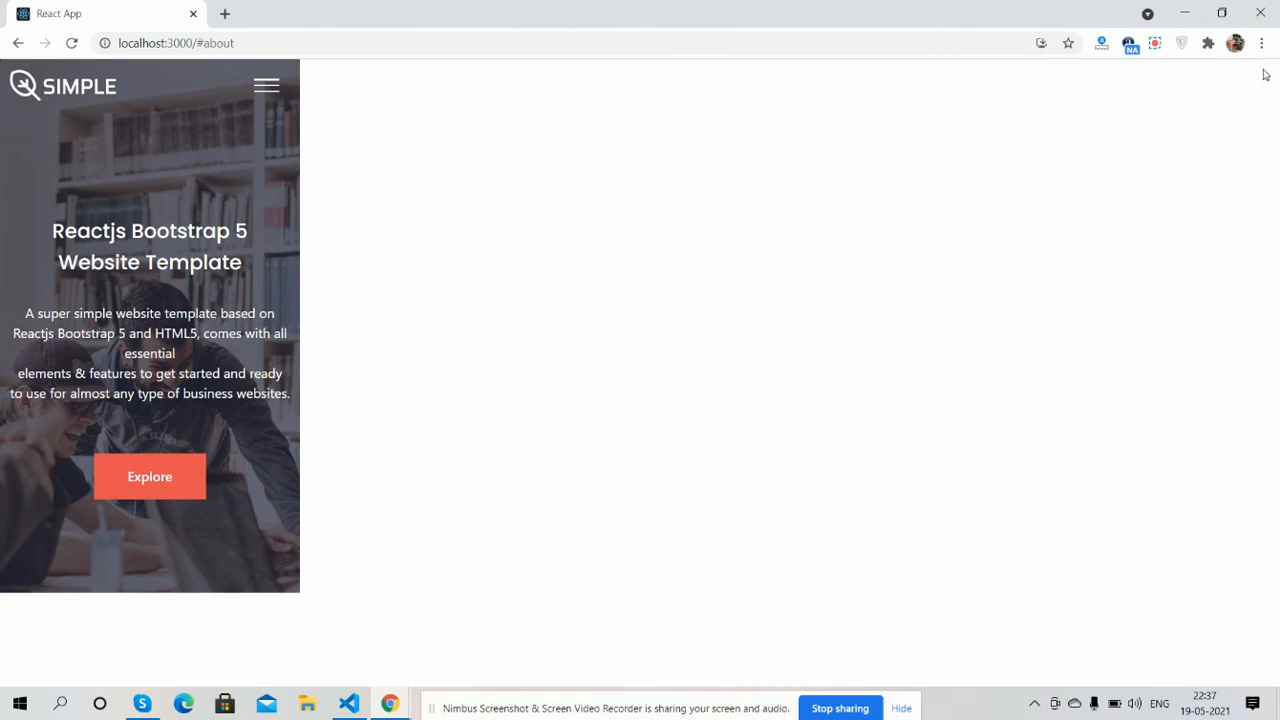 React App
localhost:3000/#about
NA
SIMPLE
Reactjs Bootstrap 5
Website Template
A super simple website template based on
Reactjs Bootstrap 5 and HTML5, comes with all
essential
elements & features to get started and ready
to use for almost any type of business websites.
Explore
Nimbus Screenshot & Screen Video Recorder is sharing your screen and audio.
Stop sharing
Hide
ENG
22:37
19-05-2021